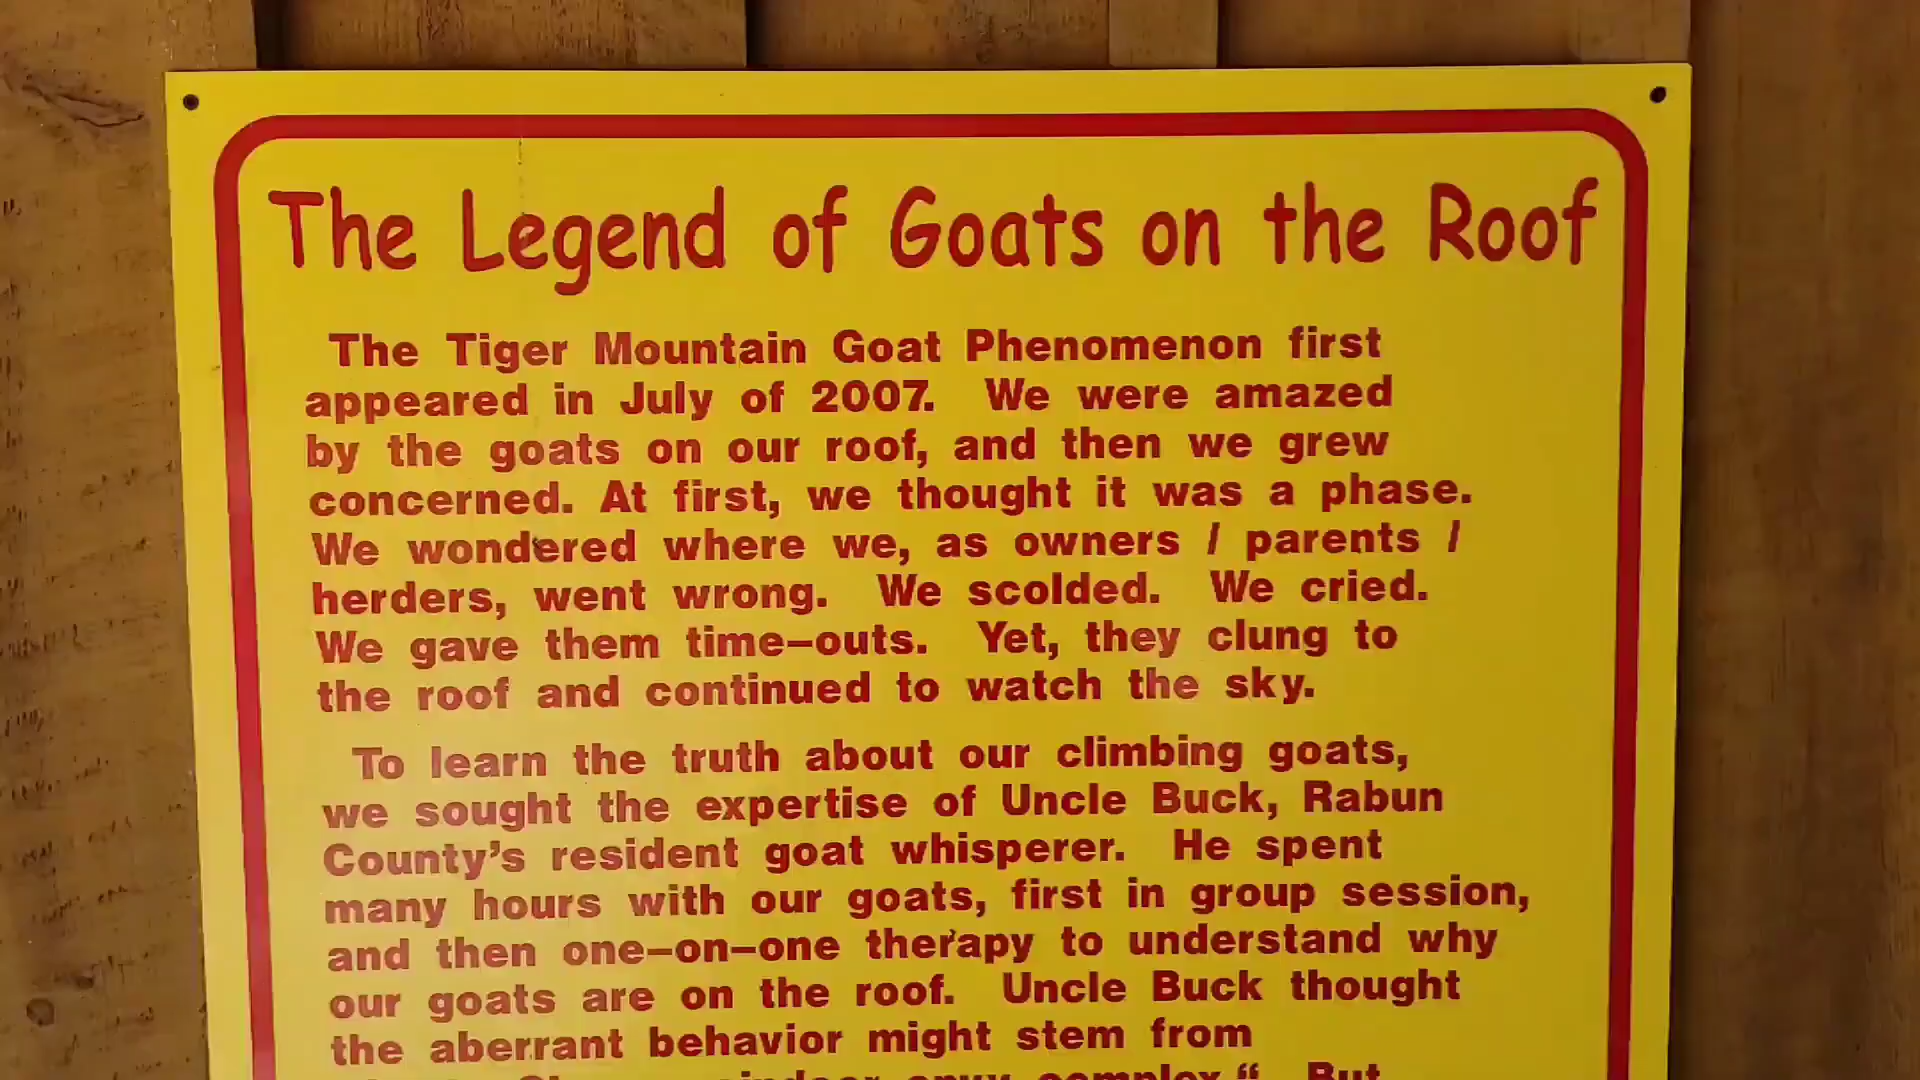 The Legend of Goats on the Roof
The Tiger Mountain Goat Phenomenon first
appeared in July of 2007. We were amazed
by the goats on our roof, and then we grew
concerned. At first, we thought it was a phase.
We wondered where we, as owners / parents /
herders, went wrong. We scolded. We cried.
We gave them time–outs. Yet, they clung to
the roof and continued to watch the sky.
To learn the truth about our climbing goats,
we sought the expertise of Uncle Buck, Rabun
County's resident goat whisperer. He spent
many hours with our goats, first in group session,
and then one–on–one therapy to understand why
our goats are on the roof. Uncle Buck thought
the aberrant behavior might stem from
envy complex.“ But